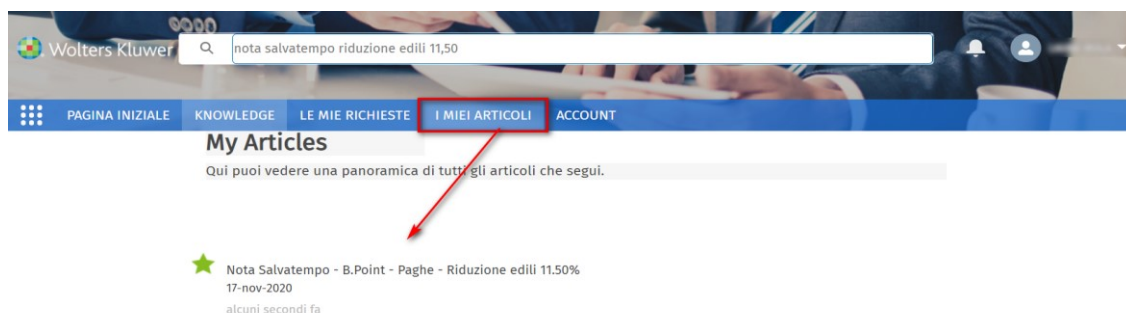 Wolters Kluwer
nota salvatempo riduzione edili 11,50
PAGINA INIZIALE KNOWLEDGE LE MIE RICHIESTE I MIEI ARTICOLI ACCOUNT
My Articles
Qui puoi vedere una panoramica di tutti gli articoli che segui.
Nota Salvatempo - B.Point - Paghe - Riduzione edili 11.50%
17-nov-2020
alcuni secondi fa